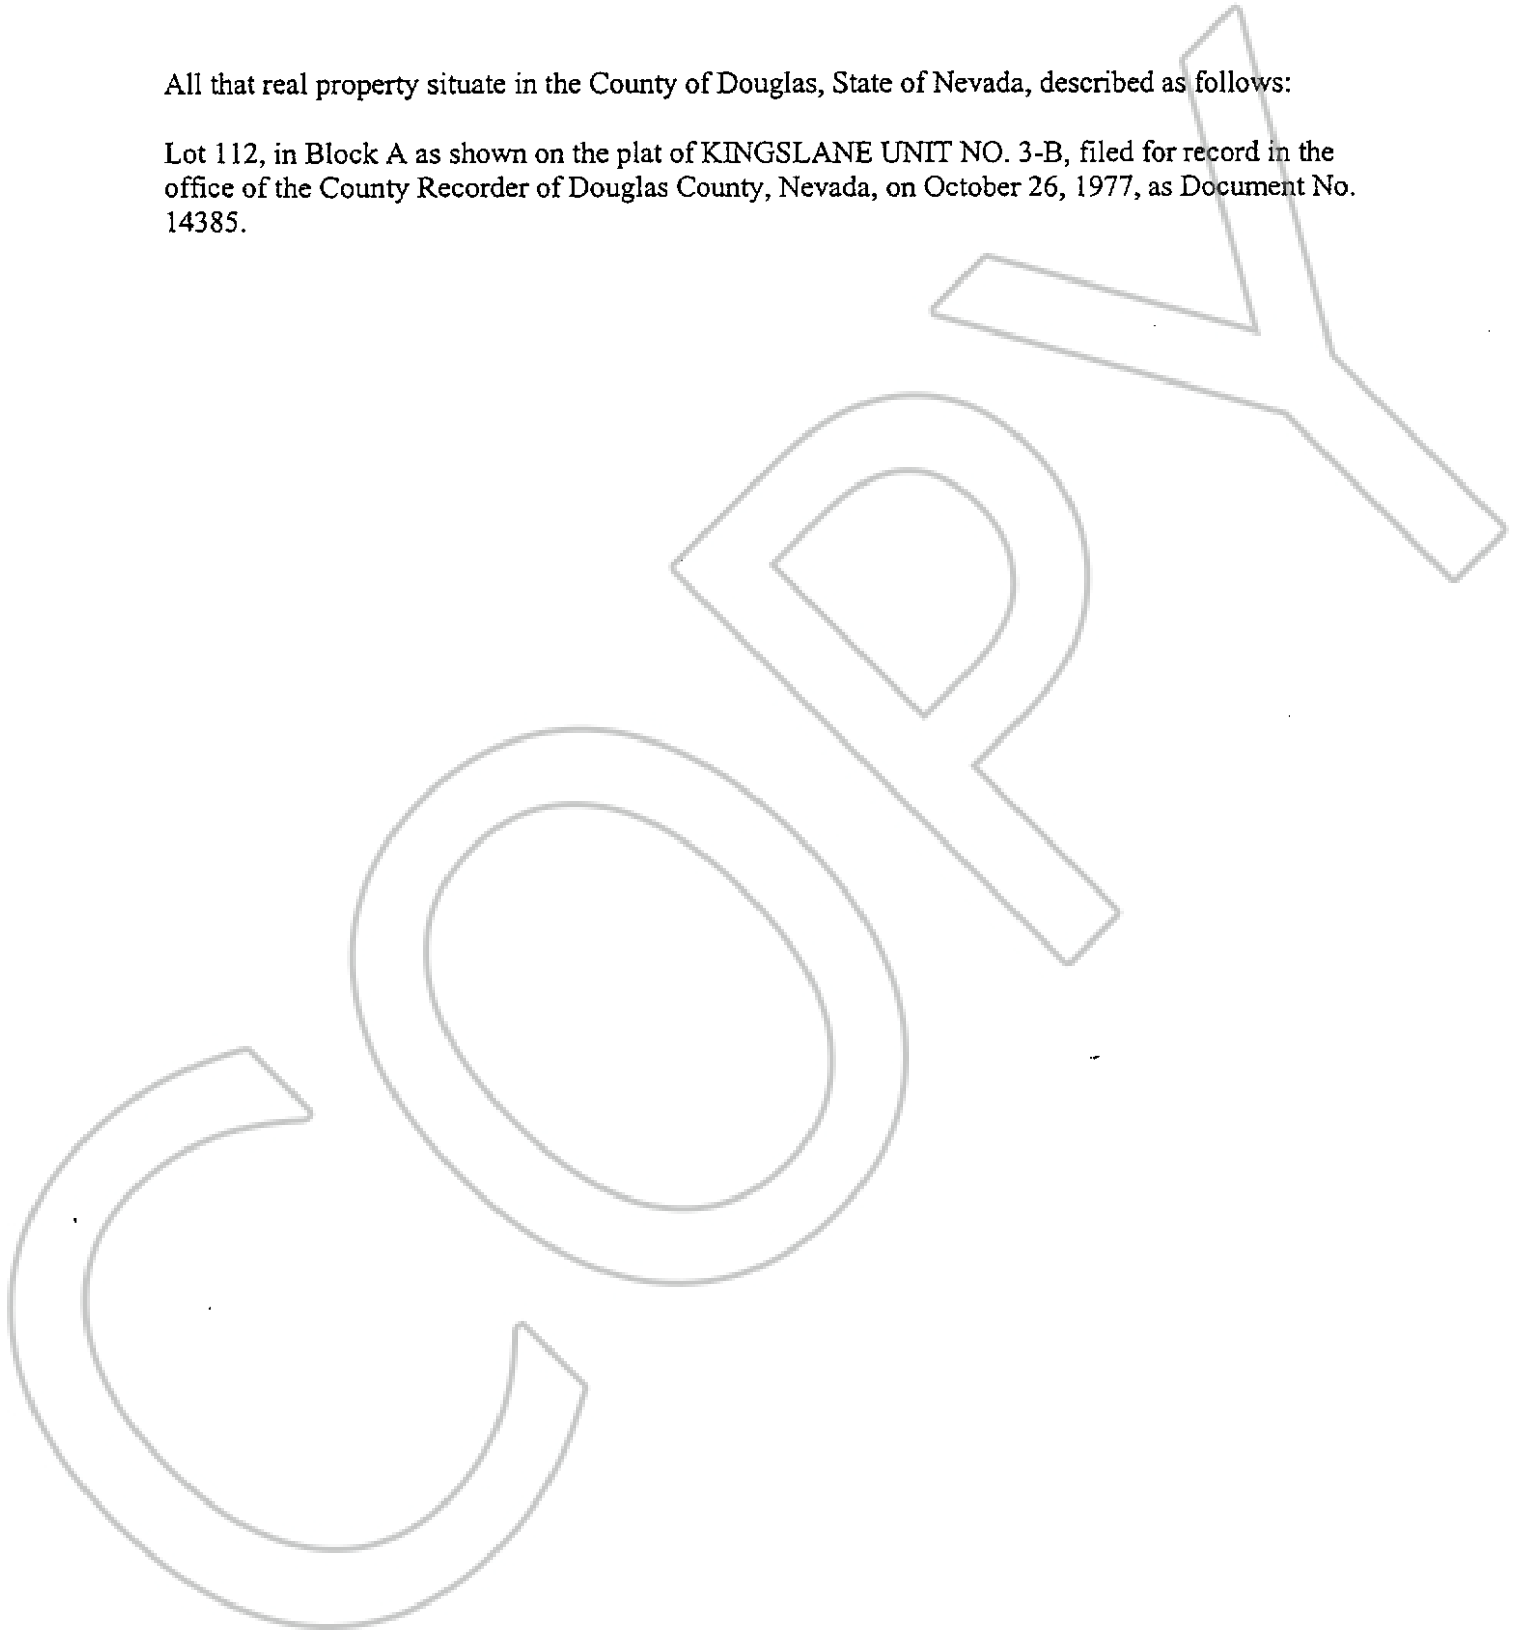 All that real property situate in the County of Douglas, State of Nevada, described as follows:
Lot 112, in Block A as shown on the plat of KINGSLANE UNIT NO. 3-B, filed for record in the
office of the County Recorder of Douglas County, Nevada, on October 26, 1977, as Document No.
14385.
COPY